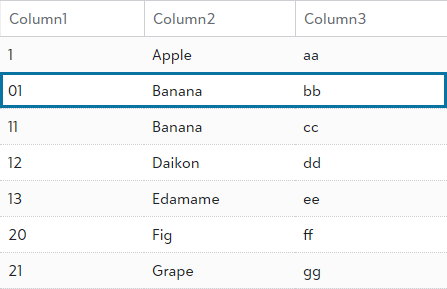 Column1 Column2 Column3
1 Apple aa
01 Banana bb
11 Banana cc
12 Daikon dd
13 Edamame ee
20 Fig ff
21 Grape gg